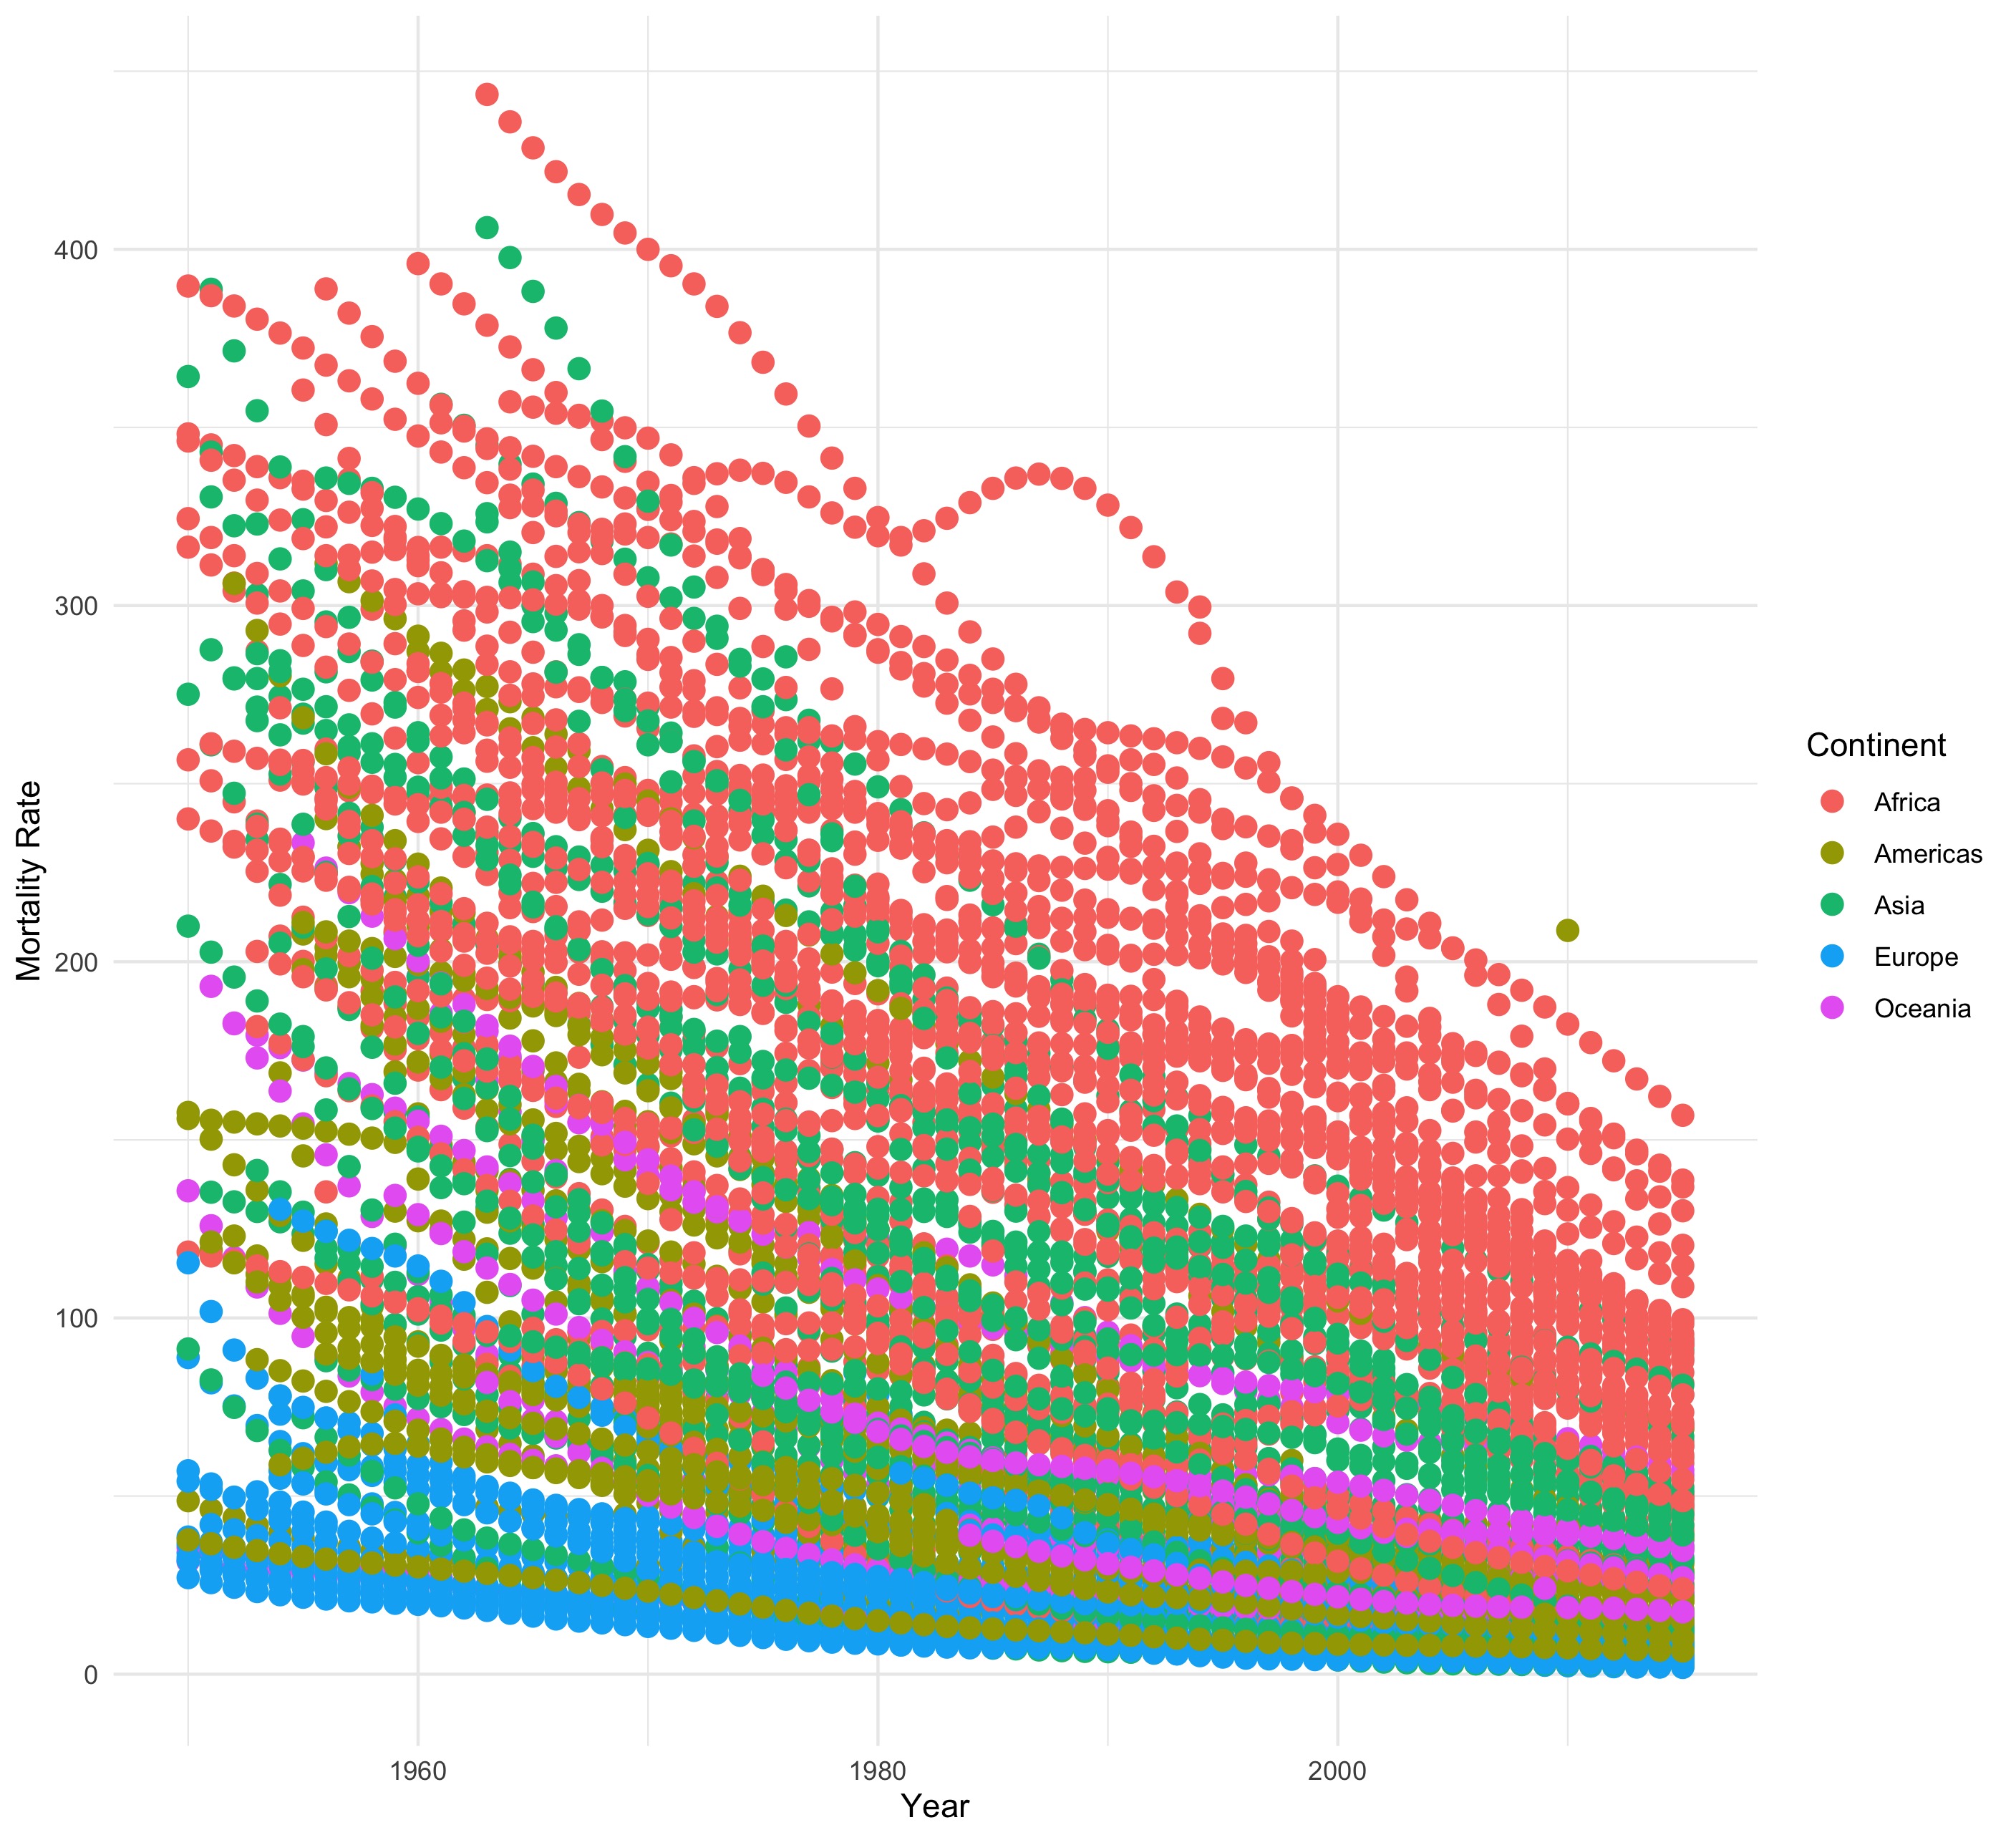 400
300
200
100
0
Mortality Rate
1960
1980
2000
Year
Continent
Africa
Americas
Asia
Europe
Oceania